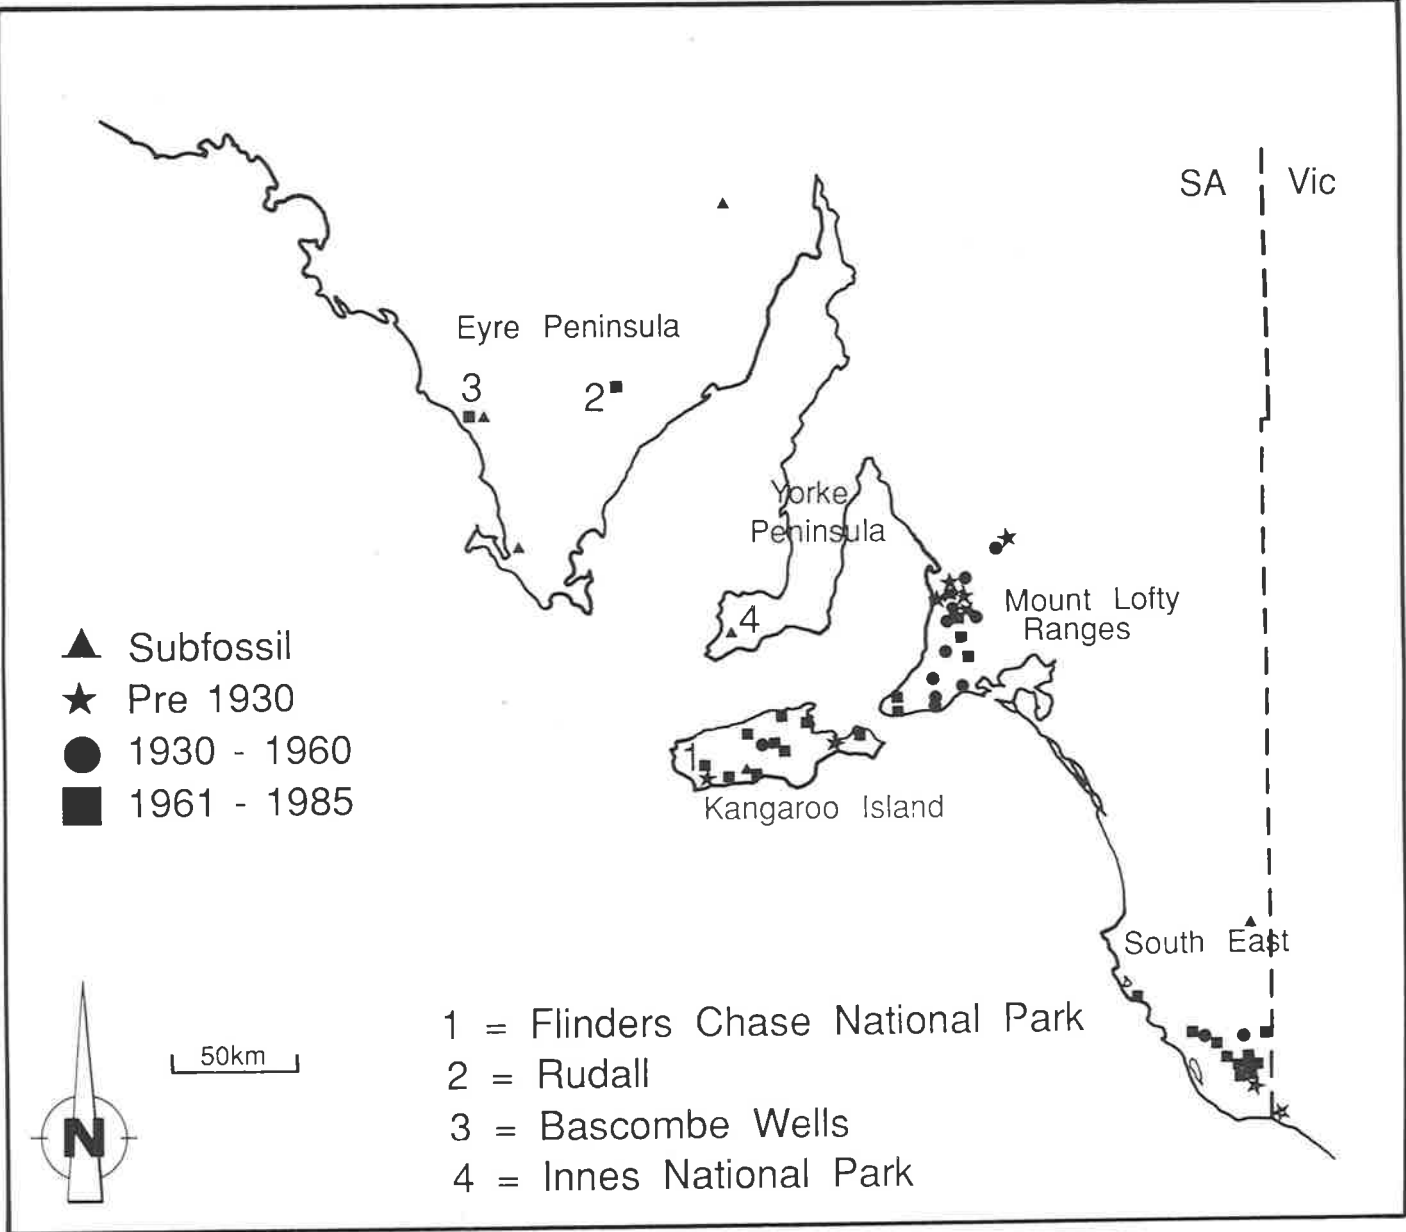 SA Vic
Eyre Peninsula
3
2
Yorke
Peninsula
4
Mount Lofty
Ranges
Subfossil
Pre 1930
1930 - 1960
1961 - 1985
1
Kangaroo Island
South East
50km
N
1 = Flinders Chase National Park
2 = Rudall
3 = Bascombe Wells
4 = Innes National Park